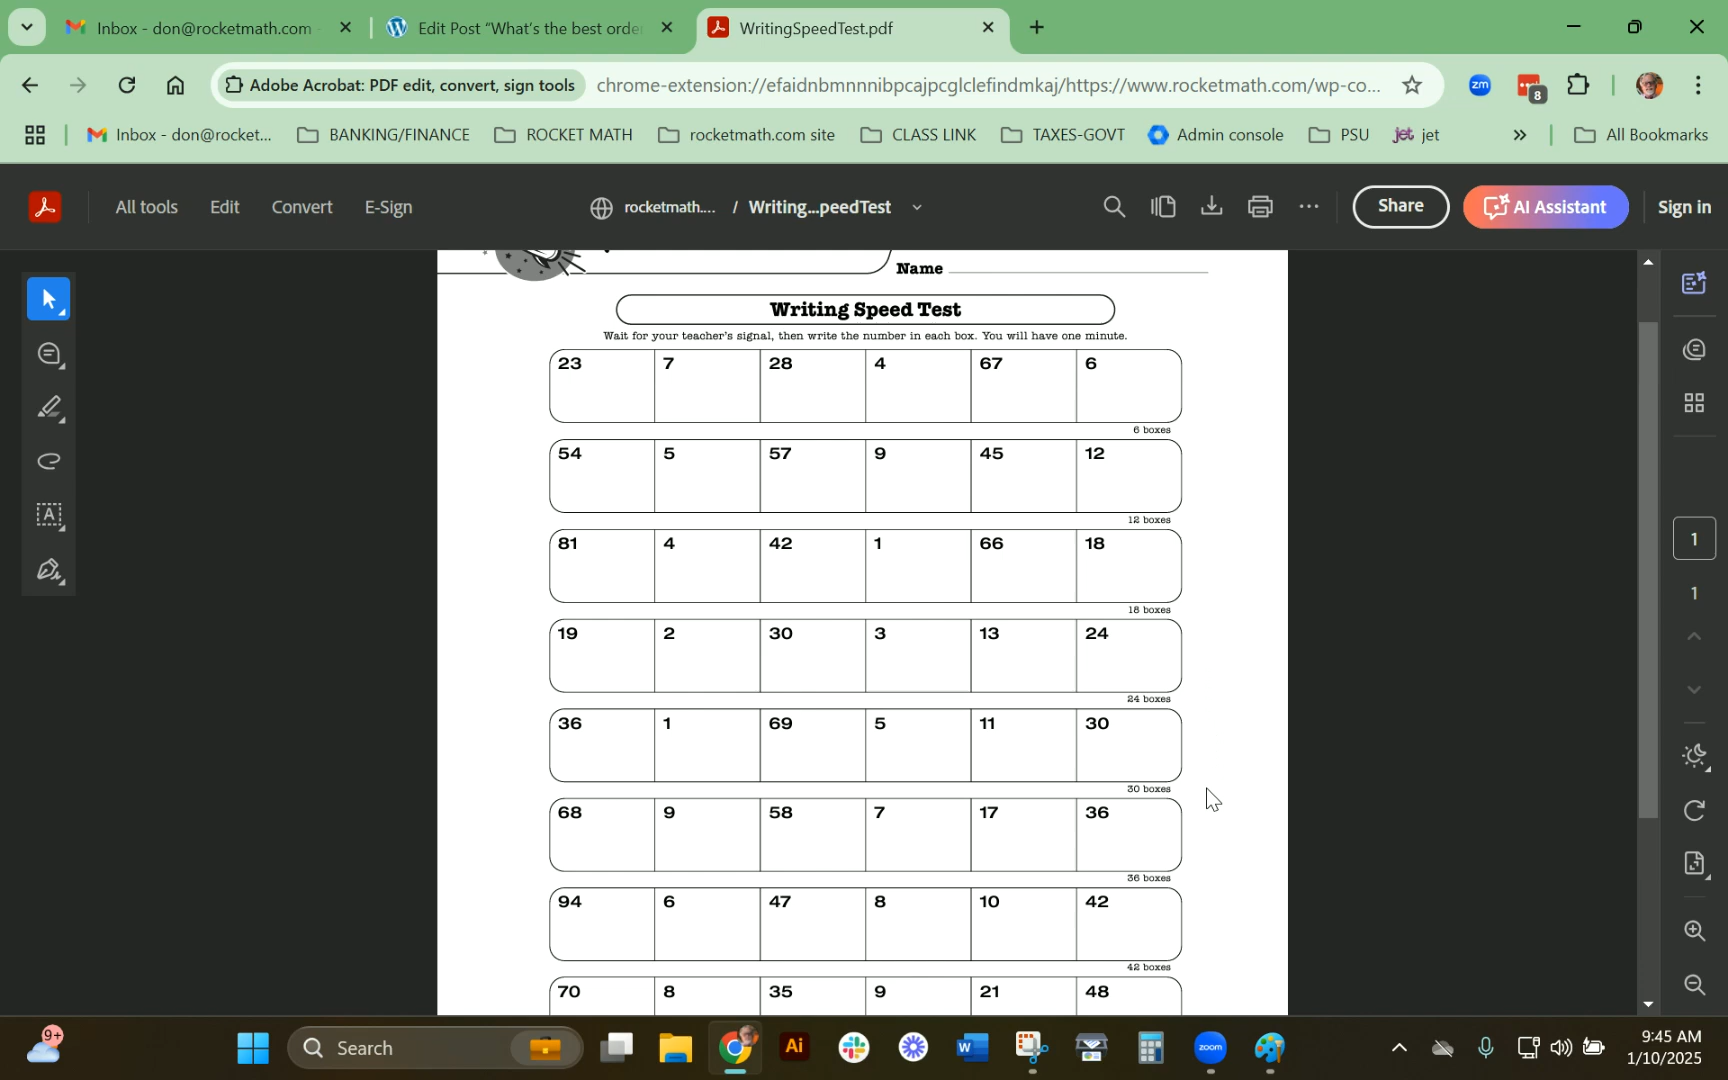 Inbox - don@rocketmath.com
Edit Post “What’s the best orde
WritingSpeedTest.pdf
Adobe Acrobat: PDF edit, convert, sign tools
chrome-extension://efaidnbmnnnibpcajpcglclefindmkaj/https://www.rocketmath.com/wp-co...
zm
8
Inbox - don@rocket...
BANKING/FINANCE
ROCKET MATH
rocketmath.com site
CLASS LINK
TAXES-GOVT
Admin console
PSU
jet jet
»
All Bookmarks
All tools
Edit
Convert
E-Sign
rocketmath.... / Writing...peedTest
Share
AI Assistant
Sign in
Name
Writing Speed Test
Wait for your teacher’s signal, then write the number in each box. You will have one minute.
23 7 28 4 67 6
6 boxes
54 5 57 9 45 12
12 boxes
81 4 42 1 66 18
18 boxes
19 2 30 3 13 24
24 boxes
36 1 69 5 11 30
30 boxes
68 9 58 7 17 36
36 boxes
94 6 47 8 10 42
42 boxes
70 8 35 9 21 48
A
1
1
9+
Search
Ai
W
zoom
9:45 AM
1/10/2025